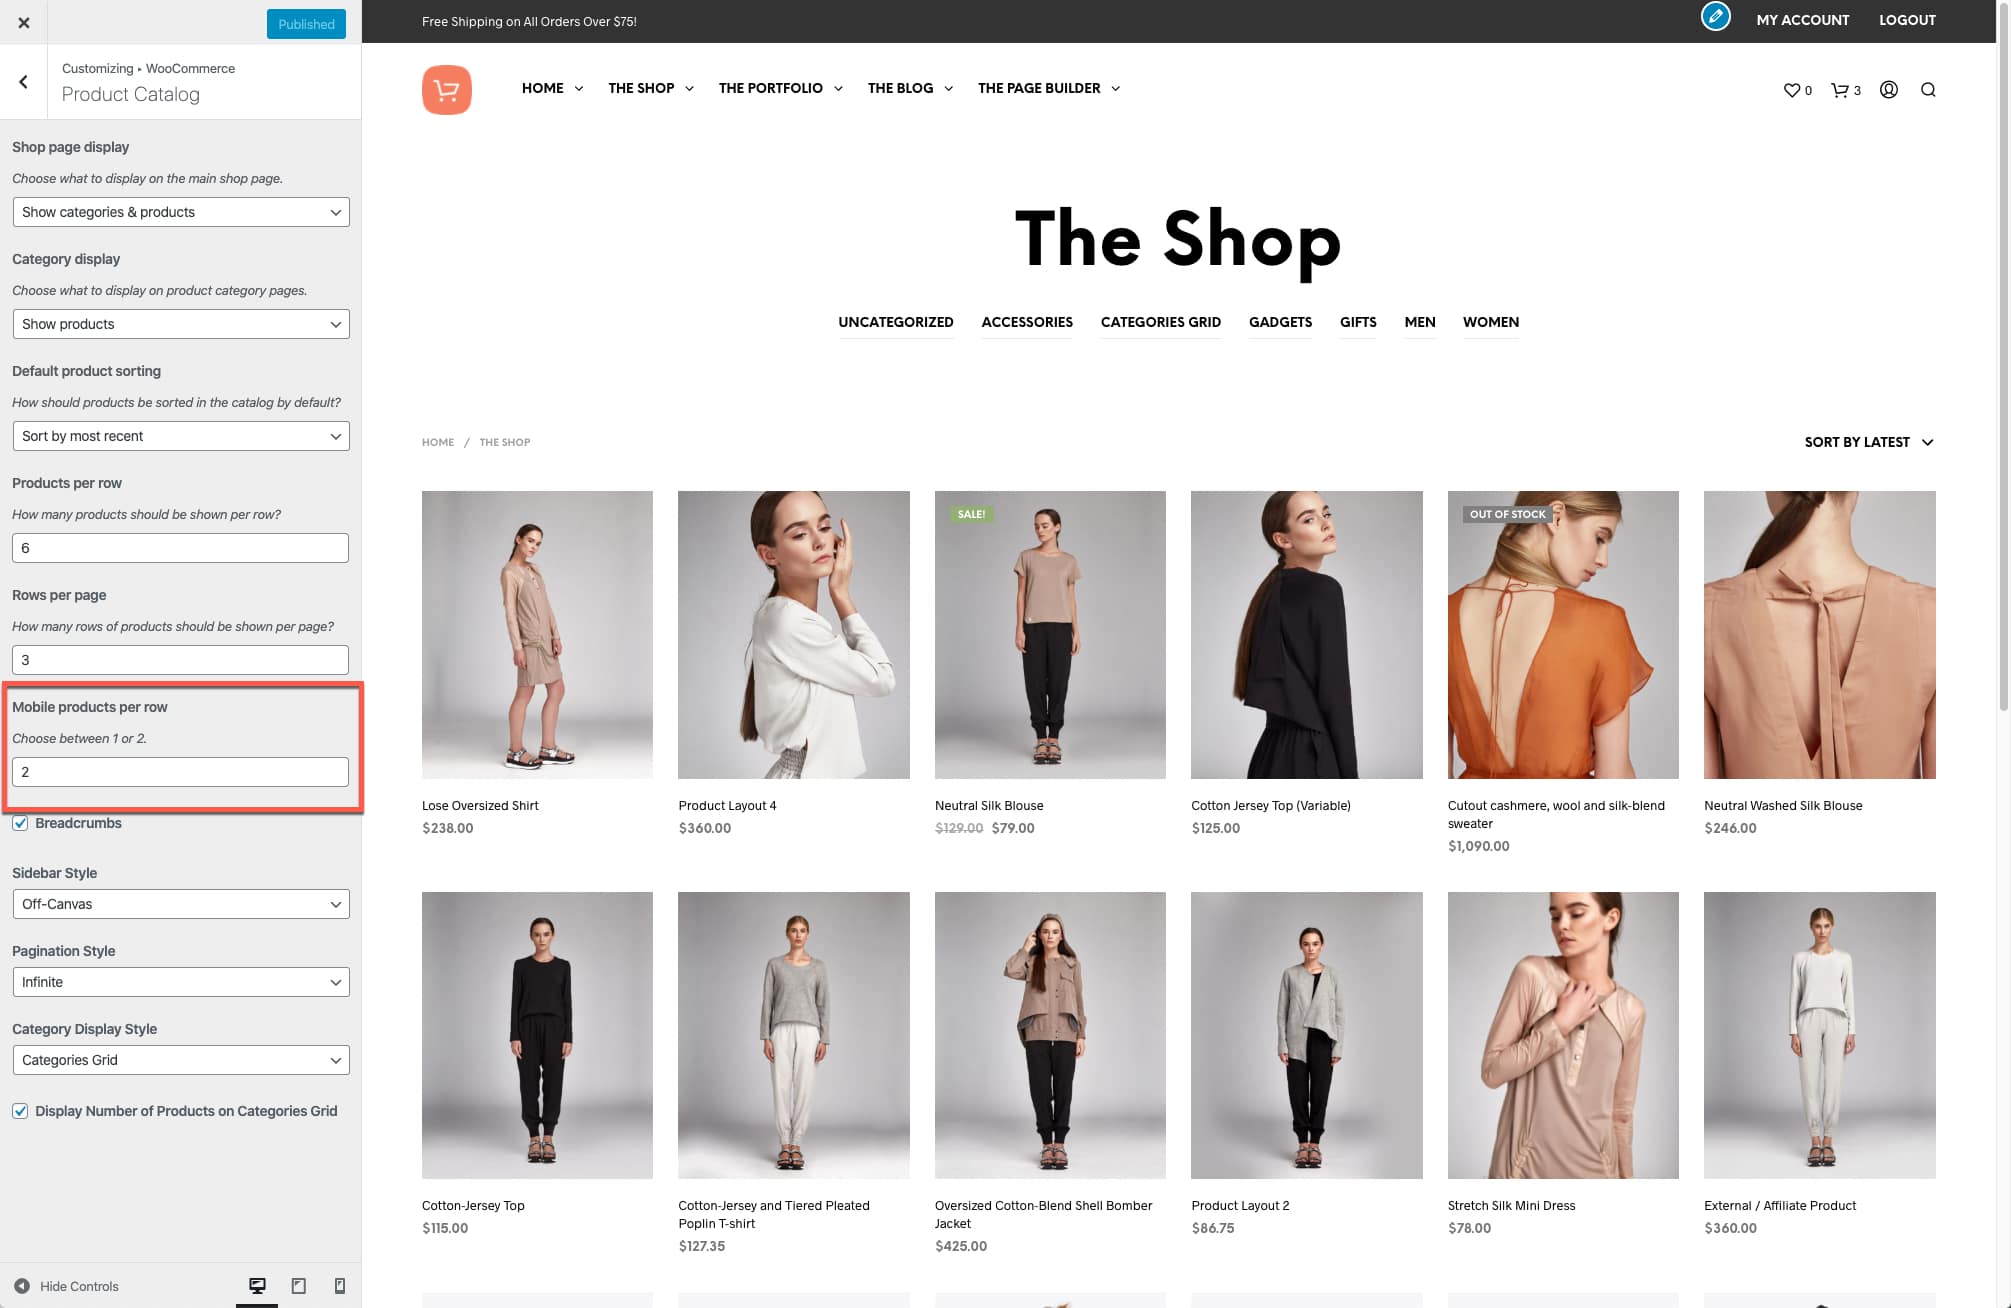 Published
Customizing ▸ WooCommerce
Product Catalog
Shop page display
Choose what to display on the main shop page.
Show categories & products
Category display
Choose what to display on product category pages.
Show products
Default product sorting
How should products be sorted in the catalog by default?
Sort by most recent
Products per row
How many products should be shown per row?
6
Rows per page
How many rows of products should be shown per page?
3
Mobile products per row
Choose between 1 or 2.
2
Breadcrumbs
Sidebar Style
Off-Canvas
Pagination Style
Infinite
Category Display Style
Categories Grid
Display Number of Products on Categories Grid
Hide Controls
Free Shipping on All Orders Over $75!
MY ACCOUNT LOGOUT
HOME THE SHOP THE PORTFOLIO THE BLOG THE PAGE BUILDER
0 3
The Shop
UNCATEGORIZED ACCESSORIES CATEGORIES GRID GADGETS GIFTS MEN WOMEN
HOME / THE SHOP
SORT BY LATEST
SALE!
OUT OF STOCK
Lose Oversized Shirt
$238.00
Product Layout 4
$360.00
Neutral Silk Blouse
$129.00 $79.00
Cotton Jersey Top (Variable)
$125.00
Cutout cashmere, wool and silk-blend
sweater
$1,090.00
Neutral Washed Silk Blouse
$246.00
Cotton-Jersey Top
$115.00
Cotton-Jersey and Tiered Pleated
Poplin T-shirt
$127.35
Oversized Cotton-Blend Shell Bomber
Jacket
$425.00
Product Layout 2
$86.75
Stretch Silk Mini Dress
$78.00
External / Affiliate Product
$360.00